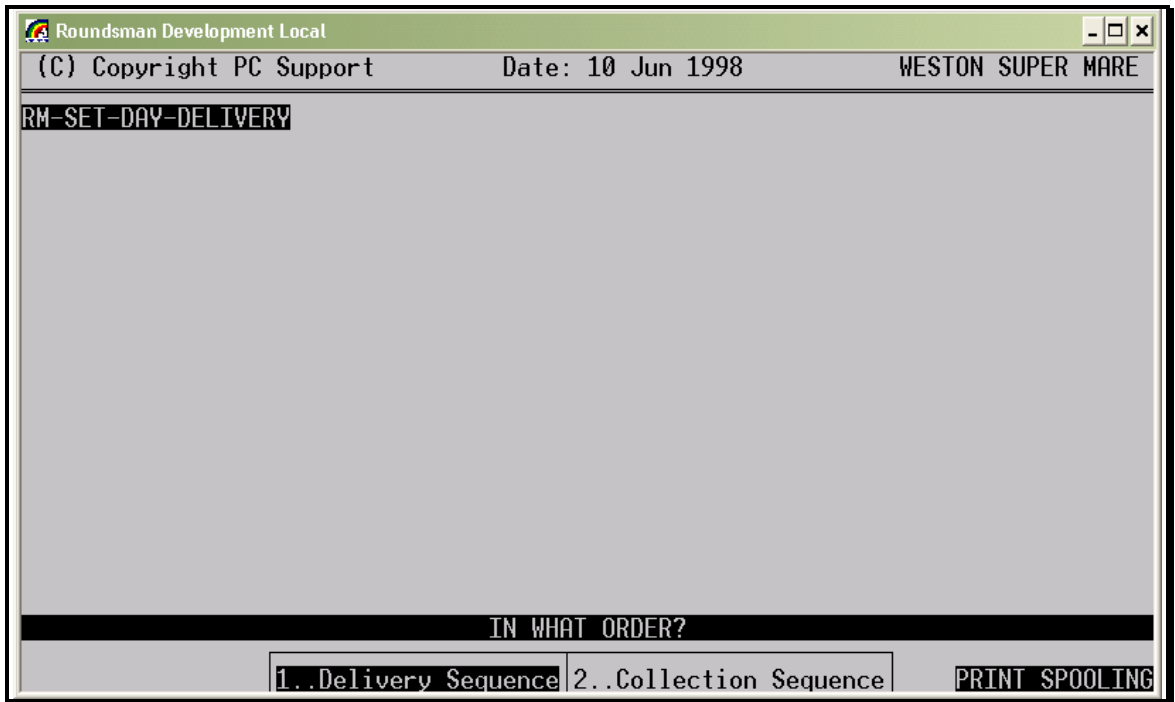 Roundsman Development Local
(C) Copyright PC Support Date: 10 Jun 1998 WESTON SUPER MARE
RM-SET-DAY-DELIVERY
IN WHAT ORDER?
1..Delivery Sequence 2..Collection Sequence PRINT SPOOLING